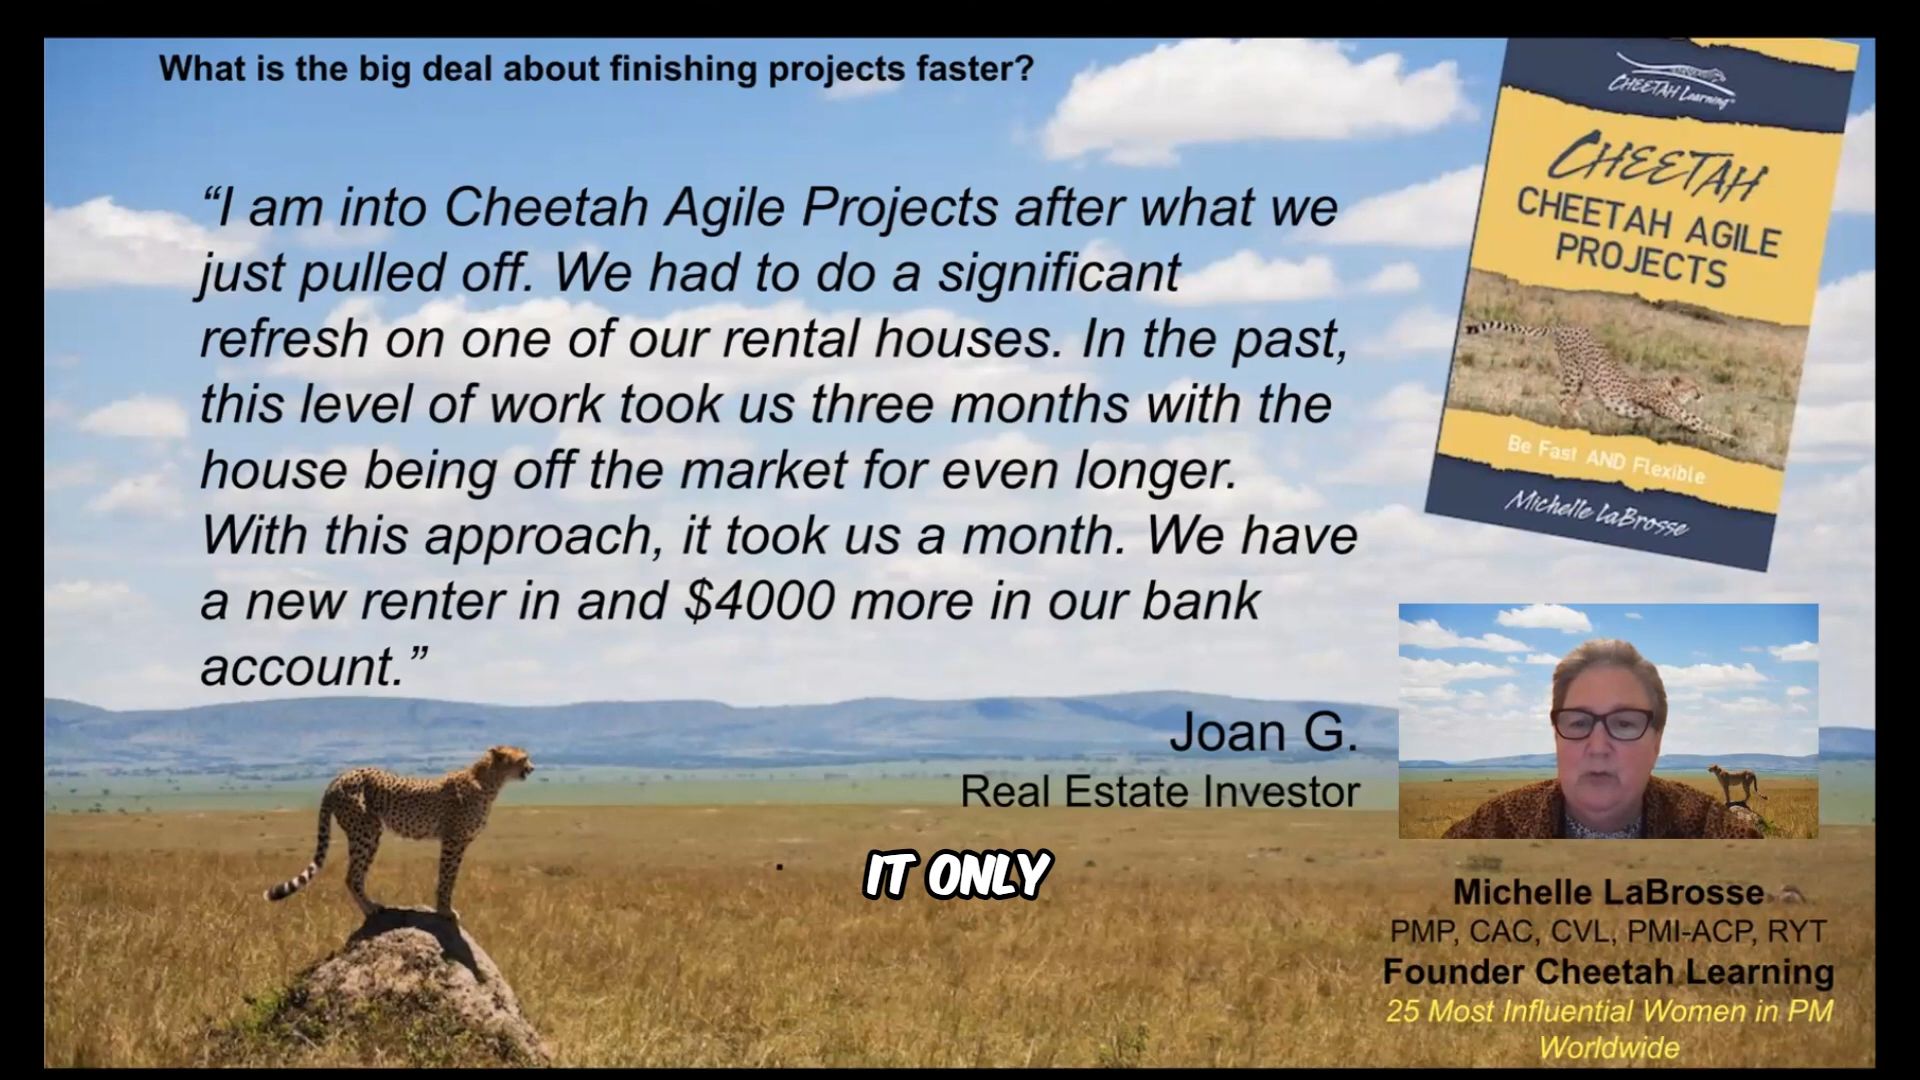 What is the big deal about finishing projects faster?
“I am into Cheetah Agile Projects after what we
just pulled off. We had to do a significant
refresh on one of our rental houses. In the past,
this level of work took us three months with the
house being off the market for even longer.
With this approach, it took us a month. We have
a new renter in and $4000 more in our bank
account.”
Joan G.
Real Estate Investor
CHEETAH Learning
CHEETAH
CHEETAH AGILE
PROJECTS
Be Fast AND Flexible
Michelle LaBrosse
IT ONLY
Michelle LaBrosse
PMP, CAC, CVL, PMI-ACP, RYT
Founder Cheetah Learning
25 Most Influential Women in PM
Worldwide